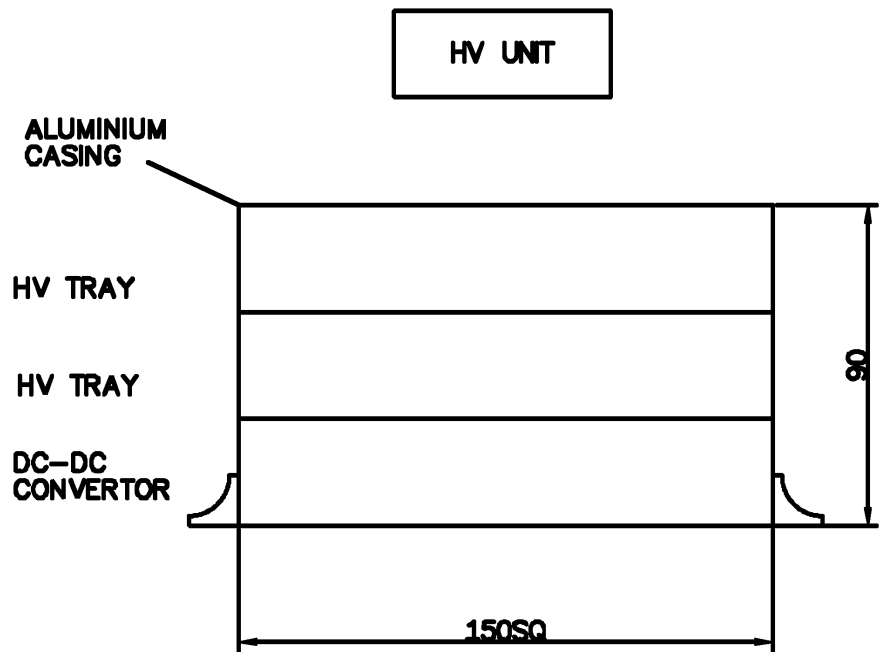 HV UNIT
ALUMINIUM
CASING
HV TRAY
HV TRAY
90
DC-DC
CONVERTOR
150SQ